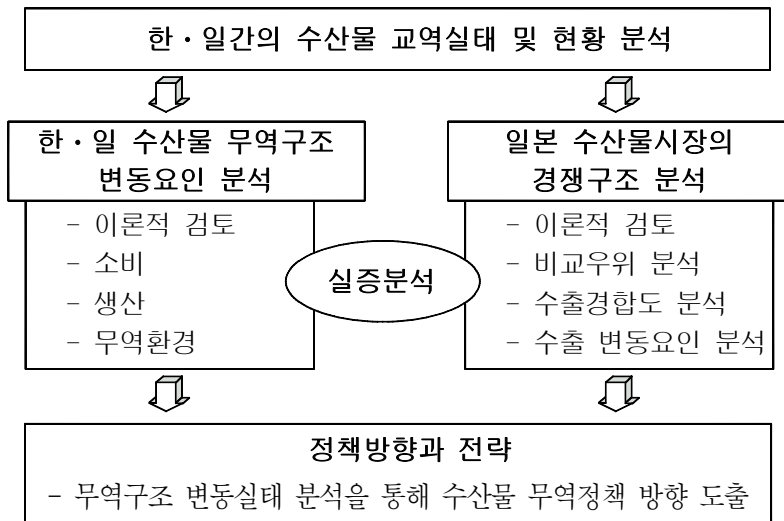 한・일간의 수산물 교역실태 및 현황 분석
한・일 수산물 무역구조
변동요인 분석
- 이론적 검토
- 소비
- 생산
- 무역환경
실증분석
일본 수산물시장의
경쟁구조 분석
- 이론적 검토
- 비교우위 분석
- 수출경합도 분석
- 수출 변동요인 분석
정책방향과 전략
- 무역구조 변동실태 분석을 통해 수산물 무역정책 방향 도출